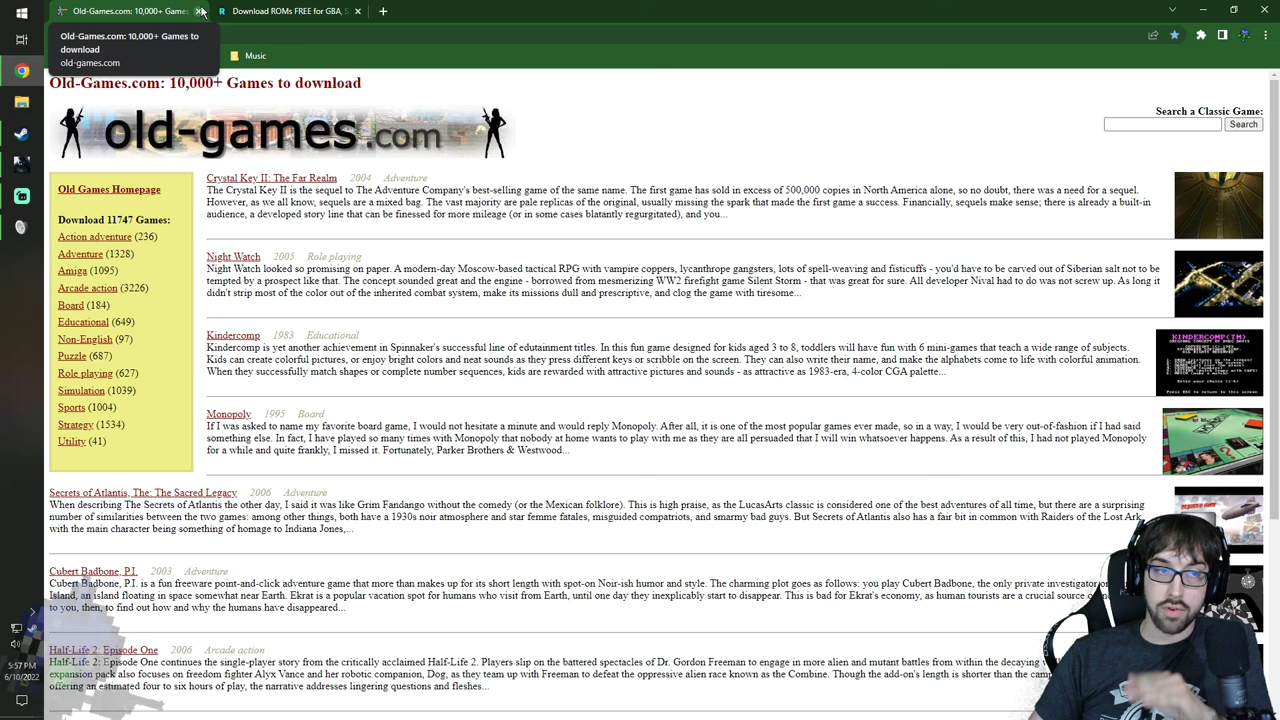 Old-Games.com: 10,000+ Games
Download ROMs FREE for GBA, S
Old-Games.com: 10,000+ Games to
download
old-games.com
Music
Old-Games.com: 10,000+ Games to download
old-games.com
Search a Classic Game:
Search
Old Games Homepage
Download 11747 Games:
Action adventure (236)
Adventure (1328)
Amiga (1095)
Arcade action (3226)
Board (184)
Educational (649)
Non-English (97)
Puzzle (687)
Role playing (627)
Simulation (1039)
Sports (1004)
Strategy (1534)
Utility (41)
Crystal Key II: The Far Realm 2004 Adventure
The Crystal Key II is the sequel to The Adventure Company's best-selling game of the same name. The first game has sold in excess of 500,000 copies in North America alone, so no doubt, there was a need for a sequel.
However, as we all know, sequels are a mixed bag. The vast majority are pale replicas of the original, usually missing the spark that made the first game a success. Financially, sequels make sense; there is already a built-in
audience, a developed story line that can be finessed for more mileage (or in some cases blatantly regurgitated), and you...
Night Watch 2005 Role playing
Night Watch looked so promising on paper. A modern-day Moscow-based tactical RPG with vampire coppers, lycanthrope gangsters, lots of spell-weaving and fisticuffs - you'd have to be carved out of Siberian salt not to be
tempted by a prospect like that. The concept sounded great and the engine - borrowed from mesmerizing WW2 firefight game Silent Storm - that was great for sure. All developer Nival had to do was not screw up. As long it
didn't strip most of the color out of the inherited combat system, make its missions dull and prescriptive, and clog the game with tiresome...
Kindercomp 1983 Educational
Kindercomp is yet another achievement in Spinnaker's successful line of edutainment titles. In this fun game designed for kids aged 3 to 8, toddlers will have fun with 6 minigames that teach a wide range of subjects.
Kids can create colorful pictures, or enjoy bright colors and neat sounds as they press different keys or scribble on the screen. They can also write their name, and make the alphabets come to life with colorful animation.
When they successfully match shapes or complete number sequences, kids are rewarded with attractive pictures and sounds - as attractive as 1983-era, 4-color CGA palette...
KINDERCOMP(TM)
Monopoly 1995 Board
If I was asked to name my favorite board game, I would not hesitate a minute and would reply Monopoly. After all, it is one of the most popular games ever made, so in a way, I would be very out-of-fashion if I had said
something else. In fact, I have played so many times with Monopoly that nobody at home wants to play with me as they are all persuaded that I will win whatsoever happens. As a result of this, I had not played Monopoly
for a while and quite frankly, I missed it. Fortunately, Parker Brothers & Westwood...
Secrets of Atlantis, The: The Sacred Legacy 2006 Adventure
When describing The Secrets of Atlantis the other day, I said it was like Grim Fandango without the comedy (or the Mexican folklore). This is high praise, as the LucasArts classic is considered one of the best adventures of all time, but there are a surprising
number of similarities between the two games: among other things, both have a 1930s noir atmosphere and star femme fatales, misguided compatriots, and smarmy bad guys. But Secrets of Atlantis also has a fair bit in common with Raiders of the Lost Ark,
with the main character being something of homage to Indiana Jones,...
Cubert Badbone, P.I. 2003 Adventure
Cubert Badbone, P.I. is a fun freeware point-and-click adventure game that more than makes up for its short length with spot-on Noir-ish humor and style. The charming plot goes as follows: you play Cubert Badbone, the only private investigator
Island, an island floating in space somewhat near Earth. Ekrat is a popular vacation spot for humans who visit from Earth, until one day they inexplicably start to disappear. This is bad for Ekrat's economy, as human tourists are a crucial source
to you, then, to find out how and why the humans have disappeared...
Half-Life 2: Episode One 2006 Arcade action
Half-Life 2: Episode One continues the single-player story from the critically acclaimed Half-Life 2. Players slip on the battered spectacles of Dr. Gordon Freeman to engage in more alien and mutant battles from within the decaying
expansion pack also focuses on freedom fighter Alyx Vance and her robotic companion, Dog, as they team up with Freeman to defeat the oppressive alien race known as the Combine. Though the add-on's length is shorter than the
offering an estimated four to six hours of play, the narrative addresses lingering questions and fleshes...
5:57 PM
6/10/2022